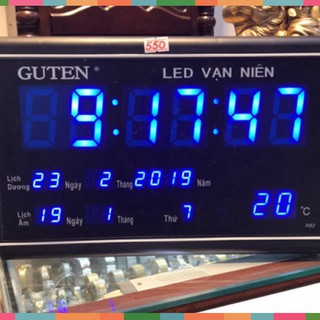 550
GUTEN ® LED VẠN NIÊN
9:17:47
Lịch Dương 23 Ngày 2 Tháng 2019 Năm
Lịch Âm 19 Ngày 1 Tháng Thứ 7 20 °C